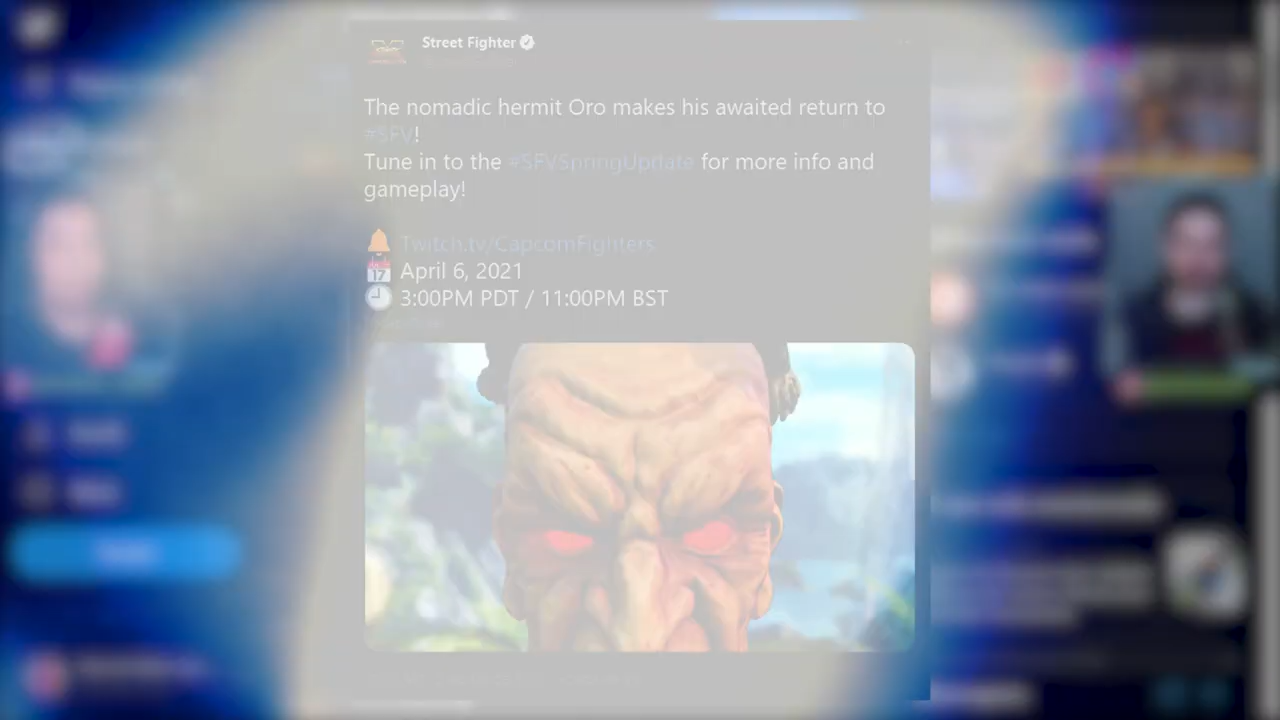 Street Fighter
The nomadic hermit Oro makes his awaited return to
#SFV!
Tune in to the #SFVSpringUpdate for more info and
gameplay!
Twitch.tv/CapcomFighters
17
April 6, 2021
3:00PM PDT / 11:00PM BST